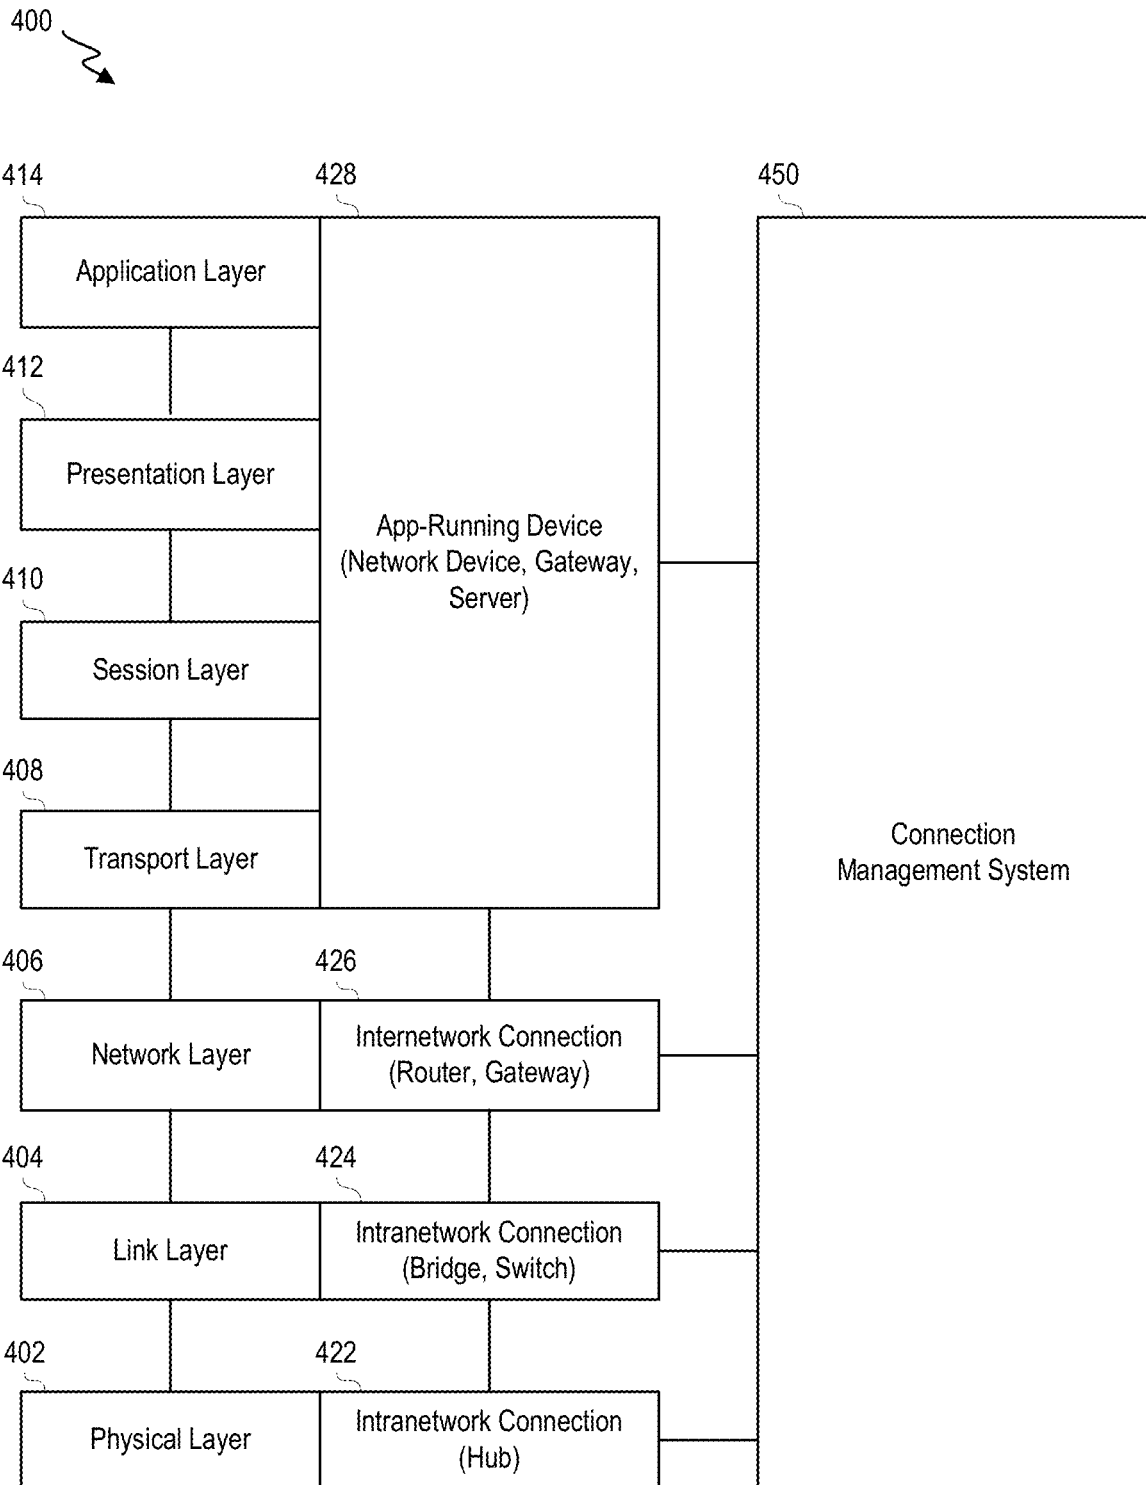 400
414
428
450
Application Layer
412
Presentation Layer
App-Running Device
(Network Device, Gateway,
Server)
410
Session Layer
408
Transport Layer
Connection
Management System
406
426
Network Layer
Internetwork Connection
(Router, Gateway)
404
424
Link Layer
Intranetwork Connection
(Bridge, Switch)
402
422
Physical Layer
Intranetwork Connection
(Hub)